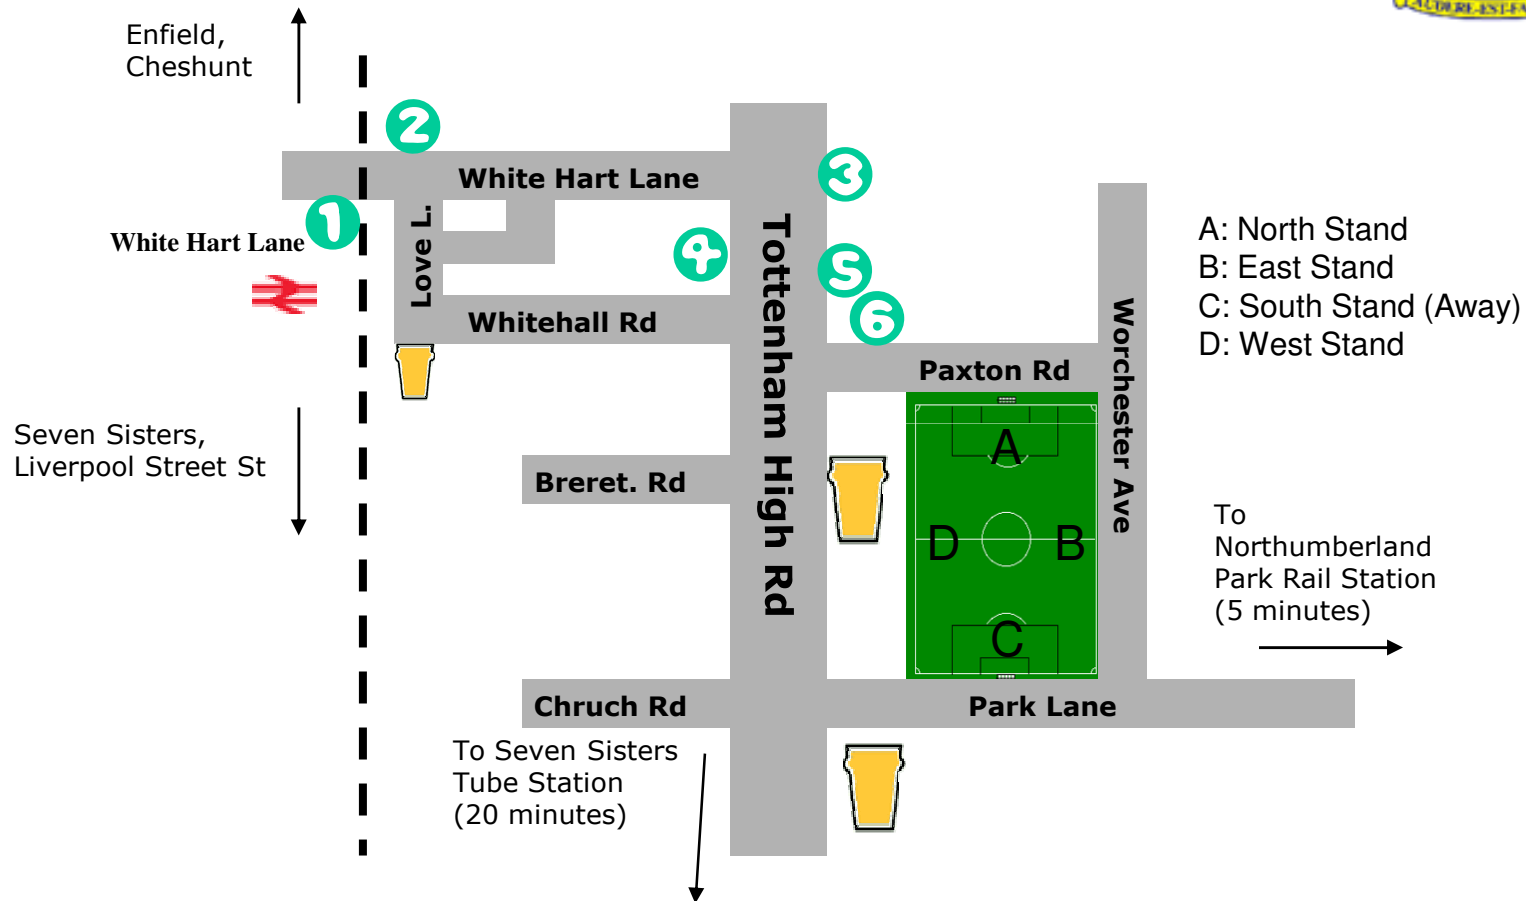 AUDERE-EST-FA
Enfield,
Cheshunt
2
White Hart Lane
3
1
White Hart Lane
Love L.
4
5
6
Tottenham High Rd
A: North Stand
B: East Stand
C: South Stand (Away)
D: West Stand
Whitehall Rd
Paxton Rd
Worchester Ave
Seven Sisters,
Liverpool Street St
Breret. Rd
A
D
B
C
To
Northumberland
Park Rail Station
(5 minutes)
Chruch Rd
Park Lane
To Seven Sisters
Tube Station
(20 minutes)